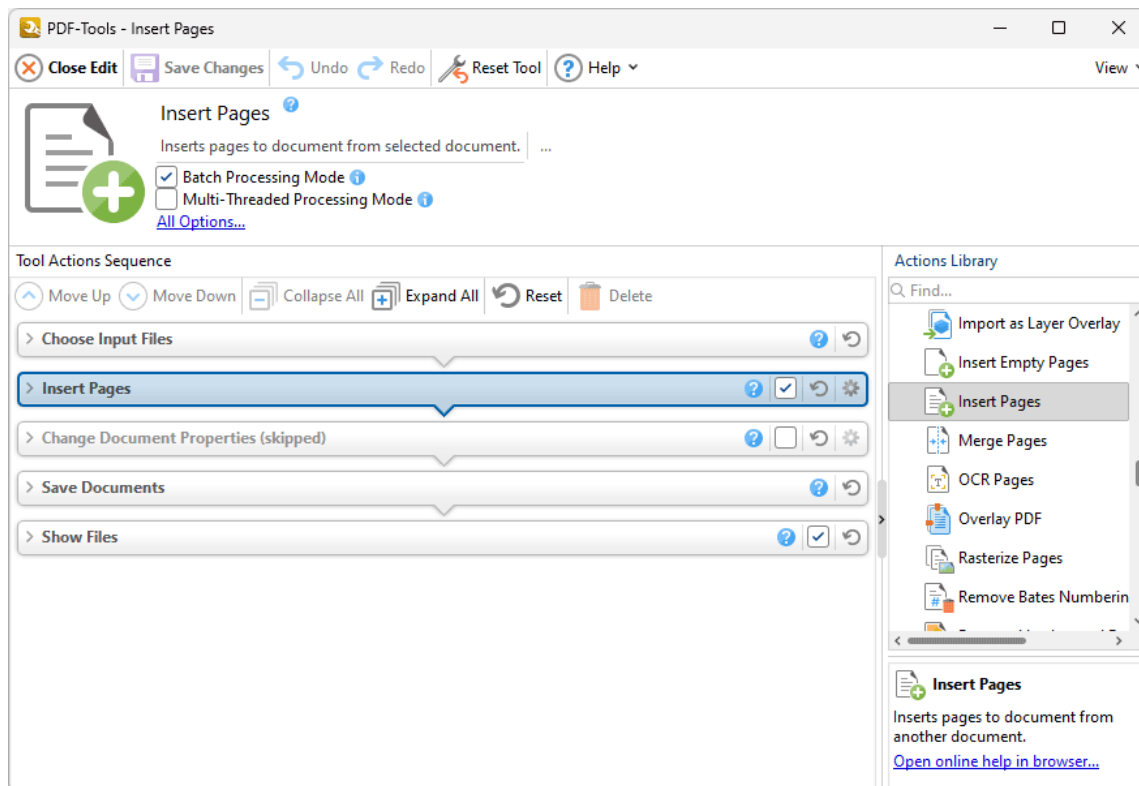 PDF-Tools - Insert Pages
Close Edit Save Changes Undo Redo Reset Tool ? Help View
Insert Pages ?
Inserts pages to document from selected document. ...
Batch Processing Mode i
Multi-Threaded Processing Mode i
All Options...
Tool Actions Sequence
Move Up Move Down Collapse All Expand All Reset Delete
Choose Input Files ?
Insert Pages ?
Change Document Properties (skipped) ?
Save Documents ?
Show Files ?
Actions Library
Find...
Import as Layer Overlay
Insert Empty Pages
Insert Pages
Merge Pages
OCR Pages
Overlay PDF
Rasterize Pages
Remove Bates Numberin
Insert Pages
Inserts pages to document from
another document.
Open online help in browser...